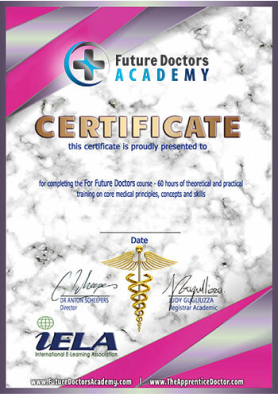 Future Doctors
ACADEMY
CERTIFICATE
this certificate is proudly presented to
for completing the For Future Doctors course - 60 hours of theoretical and practical
training on core medical principles, concepts and skills
Date
DR ANTON SCHEEPERS
Director
JUDY GUGLIUZZA
Registrar Academic
iELA
International E-Learning Association
www.FutureDoctorsAcademy.com | www.TheApprenticeDoctor.com